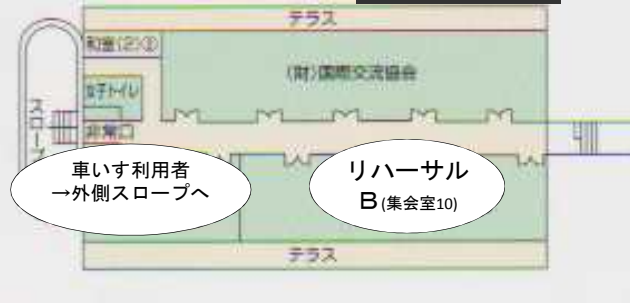 テラス
和室(2)②
(財)国際交流協会
女子トイレ
スロープ
非常口
車いす利用者
→外側スロープへ
リハーサル
B(集会室10)
テラス